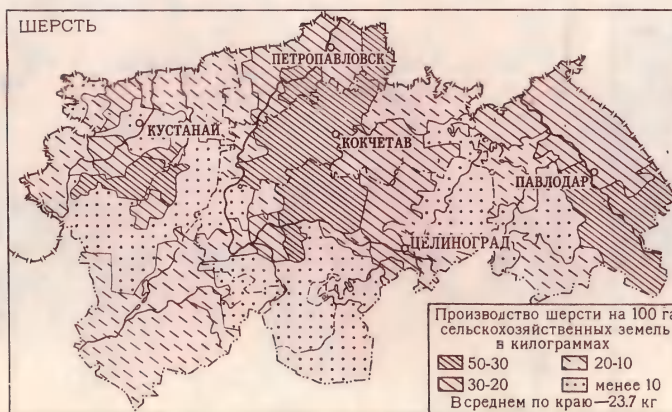 ШЕРСТЬ
ПЕТРОПАВЛОВСК
КУСТАНАЙ
КОКЧЕТАВ
ПАВЛОДАР
ЦЕЛИНОГРАД
Производство шерсти на 100 га
сельскохозяйственных земель
в килограммах
50-30
20-10
30-20
менее 10
В среднем по краю—23.7 кг